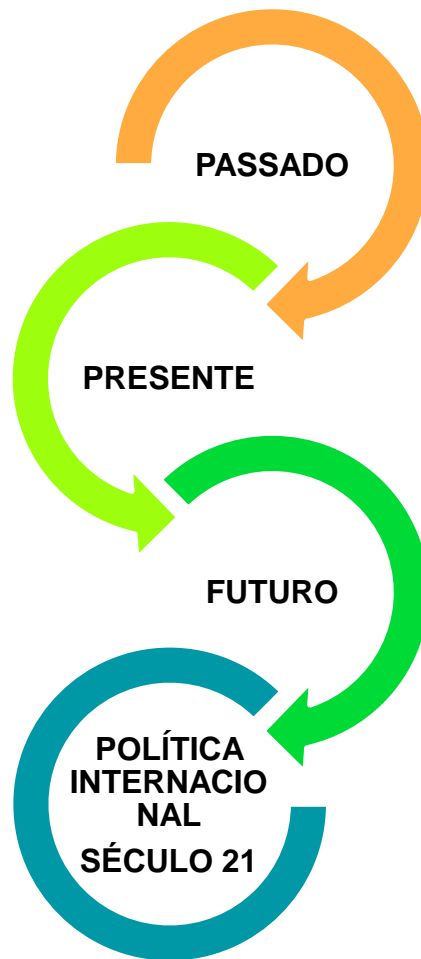 PASSADO
PRESENTE
FUTURO
POLÍTICA
INTERNACIO
NAL
SÉCULO 21